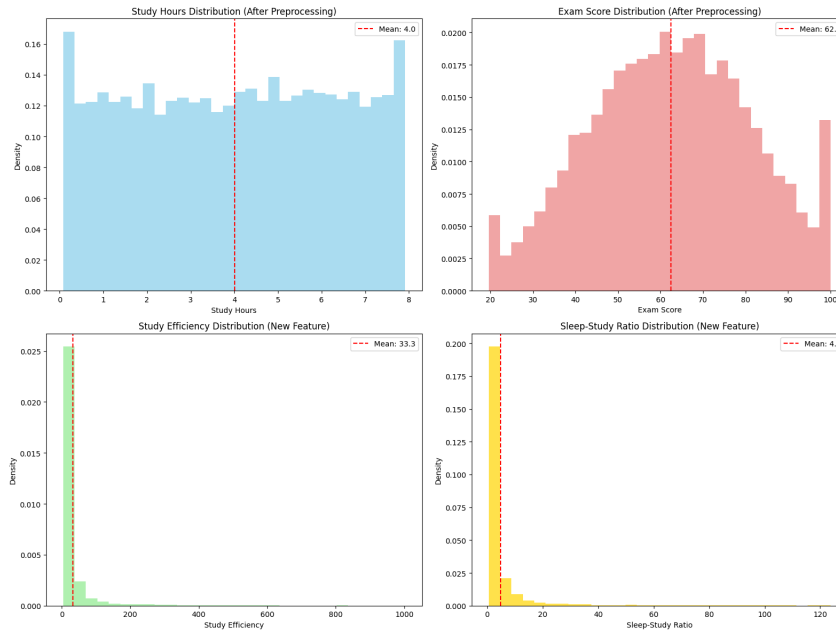 Study Hours Distribution (After Preprocessing)
Mean: 4.0
0.16
0.14
0.12
0.10
0.08
0.06
0.04
0.02
0.00
Density
0 1 2 3 4 5 6 7 8
Study Hours
Exam Score Distribution (After Preprocessing)
Mean: 62.
0.0200
0.0175
0.0150
0.0125
0.0100
0.0075
0.0050
0.0025
0.0000
Density
20 30 40 50 60 70 80 90 100
Exam Score
Study Efficiency Distribution (New Feature)
Mean: 33.3
0.025
0.020
0.015
0.010
0.005
0.000
Density
0 200 400 600 800 1000
Study Efficiency
Sleep-Study Ratio Distribution (New Feature)
Mean: 4.
0.200
0.175
0.150
0.125
0.100
0.075
0.050
0.025
0.000
Density
0 20 40 60 80 100 120
Sleep-Study Ratio